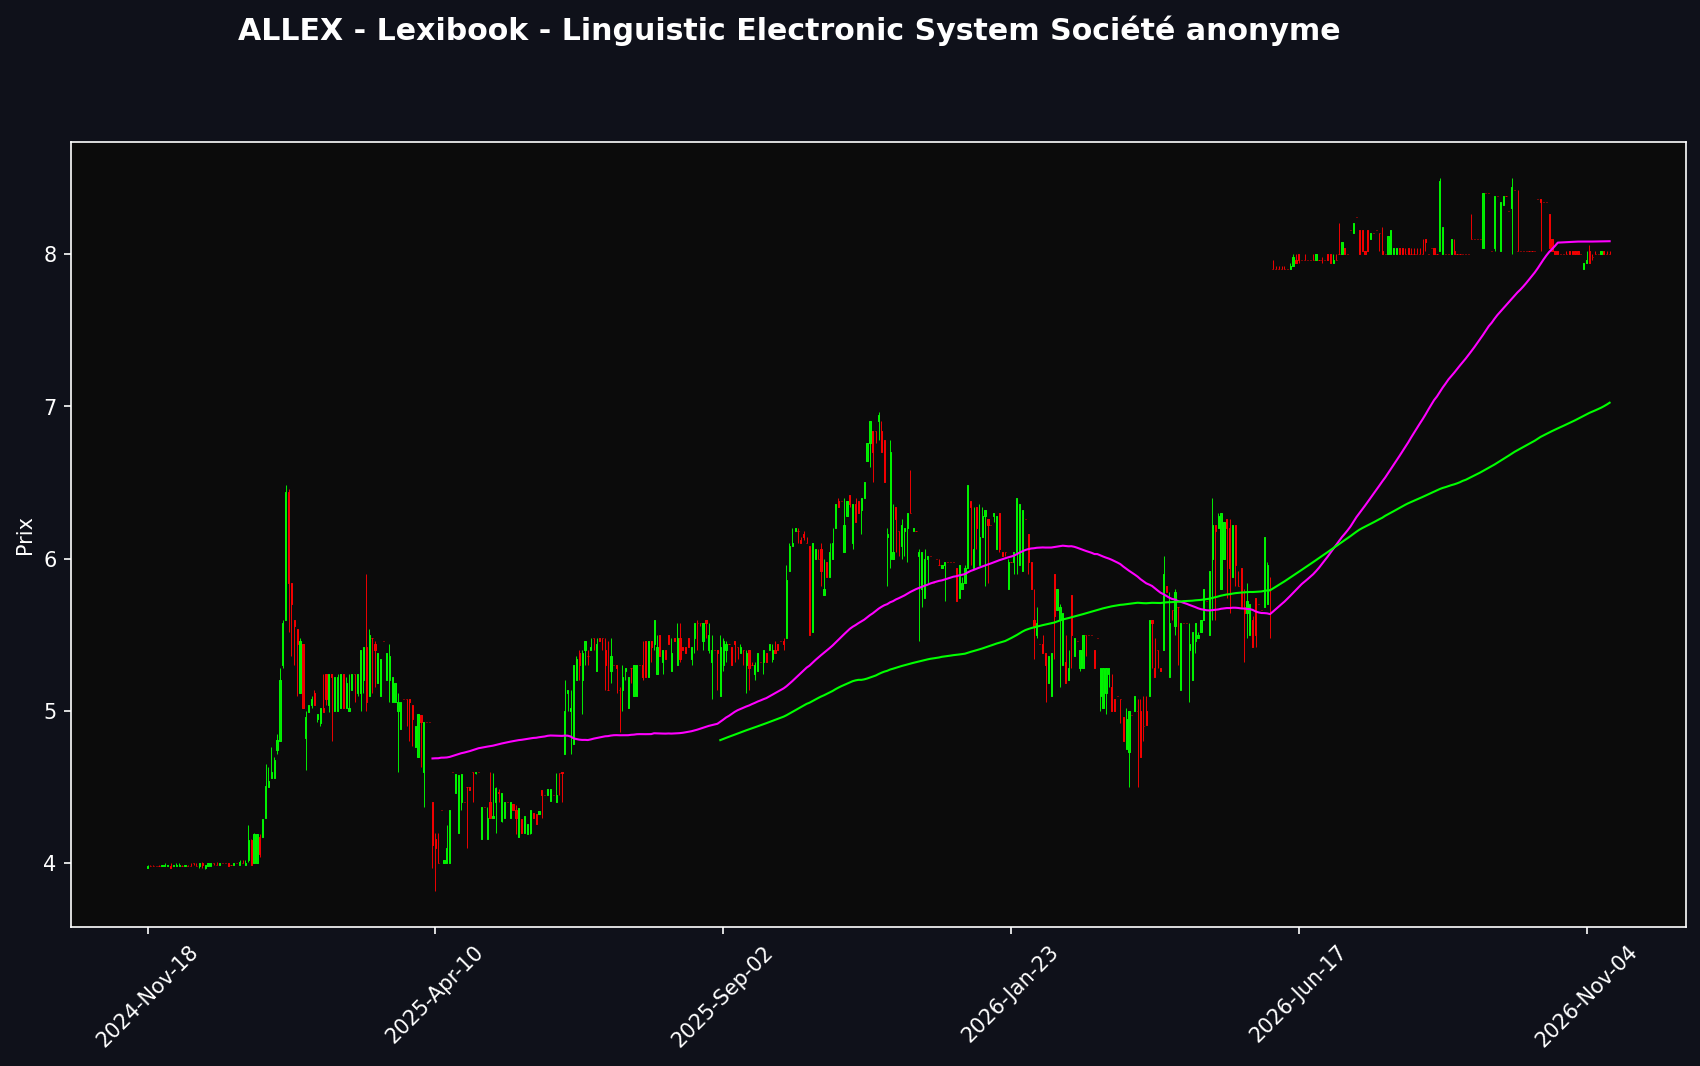 ALLEX - Lexibook - Linguistic Electronic System Société anonyme
Prix
8
7
6
5
4
2024-Nov-18
2025-Apr-10
2025-Sep-02
2026-Jan-23
2026-Jun-17
2026-Nov-04